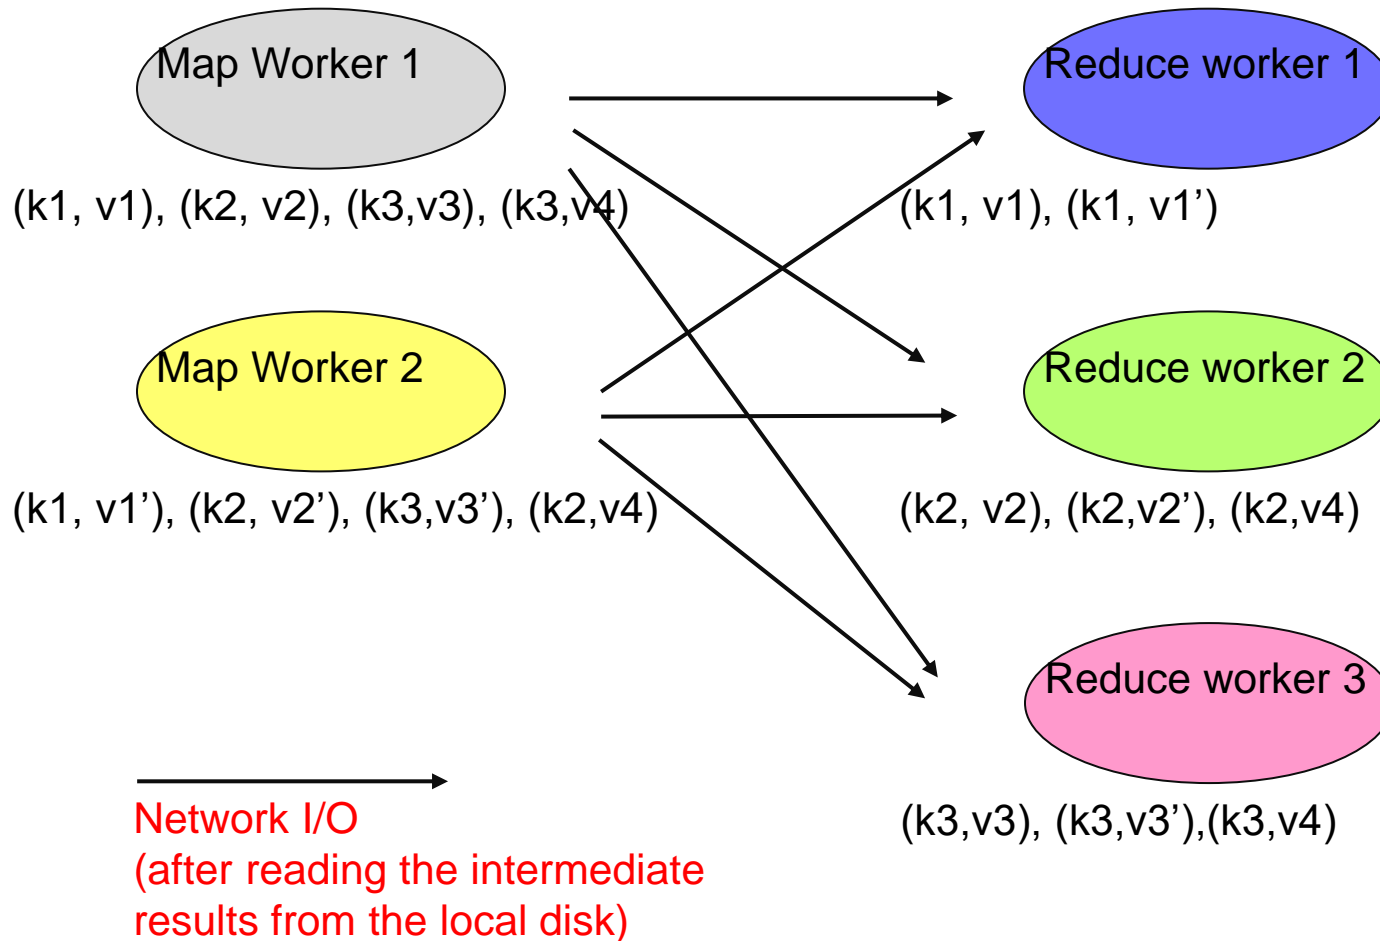 Map Worker 1
Reduce worker 1
(k1, v1), (k2, v2), (k3,v3), (k3,v4)
(k1, v1), (k1, v1’)
Map Worker 2
Reduce worker 2
(k1, v1’), (k2, v2’), (k3,v3’), (k2,v4)
(k2, v2), (k2,v2’), (k2,v4)
Reduce worker 3
(k3,v3), (k3,v3’),(k3,v4)
Network I/O
(after reading the intermediate
results from the local disk)